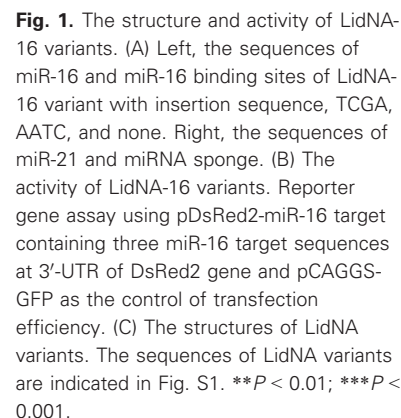 Fig. 1. The structure and activity of LidNA-
16 variants. (A) Left, the sequences of
miR-16 and miR-16 binding sites of LidNA-
16 variant with insertion sequence, TCGA,
AATC, and none. Right, the sequences of
miR-21 and miRNA sponge. (B) The
activity of LidNA-16 variants. Reporter
gene assay using pDsRed2-miR-16 target
containing three miR-16 target sequences
at 3′-UTR of DsRed2 gene and pCAGGS-
GFP as the control of transfection
efficiency. (C) The structures of LidNA
variants. The sequences of LidNA variants
are indicated in Fig. S1. **P < 0.01; ***P <
0.001.